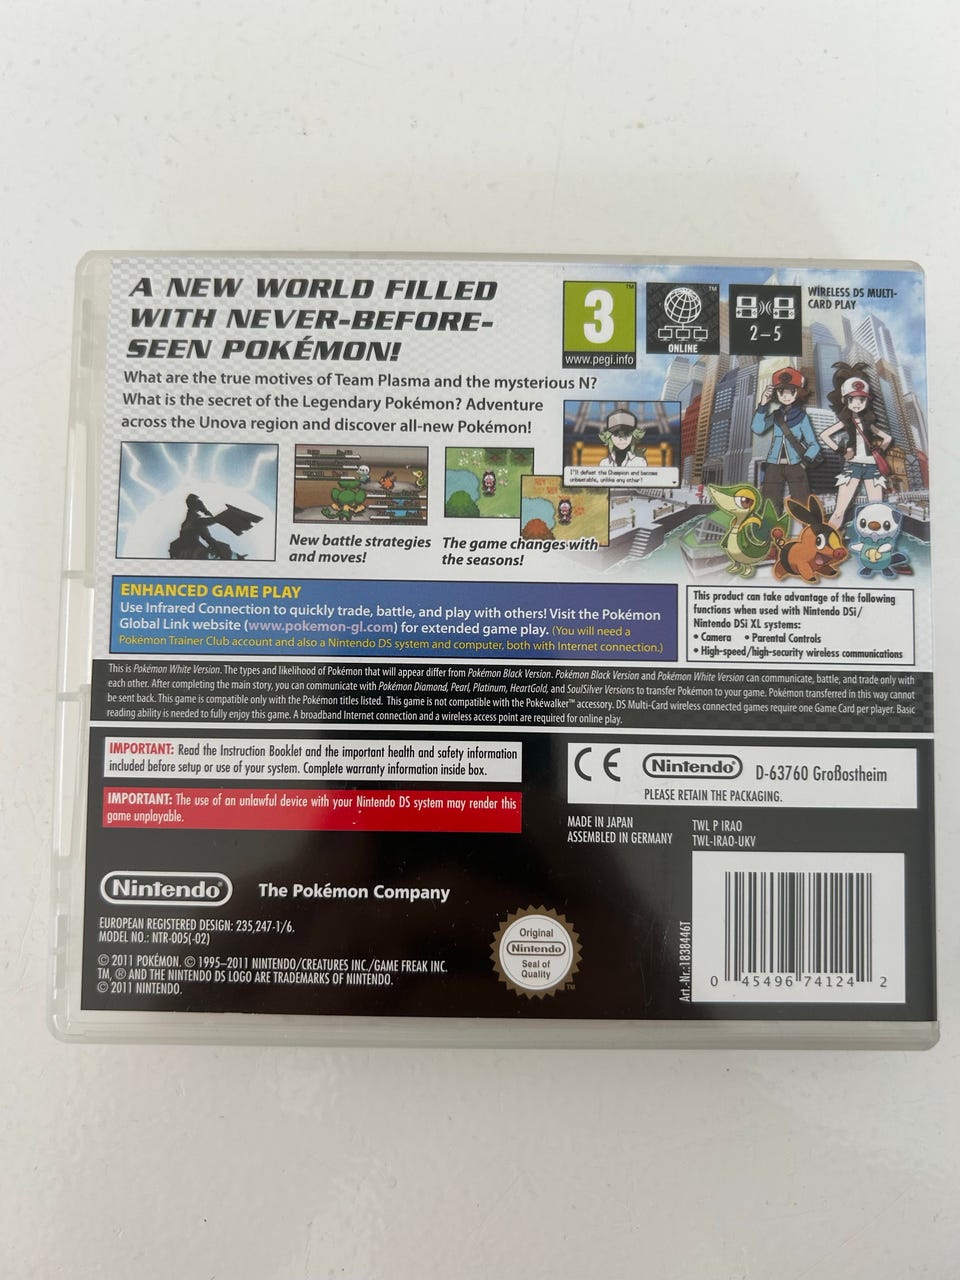 A NEW WORLD FILLED
WITH NEVER-BEFORE-
SEEN POKÉMON!
3™
www.pegi.info
™
ONLINE
2–5
WIRELESS DS MULTI-
CARD PLAY
What are the true motives of Team Plasma and the mysterious N?
What is the secret of the Legendary Pokémon? Adventure
across the Unova region and discover all-new Pokémon!
I'll defeat the Champion and become
unbeatable, unlike any other!
New battle strategies
and moves!
The game changes with
the seasons!
ENHANCED GAME PLAY
Use Infrared Connection to quickly trade, battle, and play with others! Visit the Pokémon
Global Link website (www.pokemon-gl.com) for extended game play. (You will need a
Pokémon Trainer Club account and also a Nintendo DS system and computer, both with Internet connection.)
This product can take advantage of the following
functions when used with Nintendo DSi/
Nintendo DSi XL systems:
• Camera • Parental Controls
• High-speed/high-security wireless communications
This is Pokémon White Version. The types and likelihood of Pokémon that will appear differ from Pokémon Black Version. Pokémon Black Version and Pokémon White Version can communicate, battle, and trade only with
each other. After completing the main story, you can communicate with Pokémon Diamond, Pearl, Platinum, HeartGold, and SoulSilver Versions to transfer Pokémon to your game. Pokémon transferred in this way cannot
be sent back. This game is compatible only with the Pokémon titles listed. This game is not compatible with the Pokéwalker™ accessory. DS Multi-Card wireless connected games require one Game Card per player. Basic
reading ability is needed to fully enjoy this game. A broadband Internet connection and a wireless access point are required for online play.
IMPORTANT: Read the Instruction Booklet and the important health and safety information
included before setup or use of your system. Complete warranty information inside box.
IMPORTANT: The use of an unlawful device with your Nintendo DS system may render this
game unplayable.
CE Nintendo® D-63760 Großostheim
PLEASE RETAIN THE PACKAGING.
MADE IN JAPAN
ASSEMBLED IN GERMANY
TWL P IRAO
TWL-IRAO-UKV
Nintendo® The Pokémon Company
EUROPEAN REGISTERED DESIGN: 235,247-1/6.
MODEL NO.: NTR-005(-02)
© 2011 POKÉMON. © 1995–2011 NINTENDO/CREATURES INC./GAME FREAK INC.
TM, ® AND THE NINTENDO DS LOGO ARE TRADEMARKS OF NINTENDO.
© 2011 NINTENDO.
Original
Nintendo
Seal of
Quality
TM
Art.-Nr.: 1838446T
0 45496 74124 2